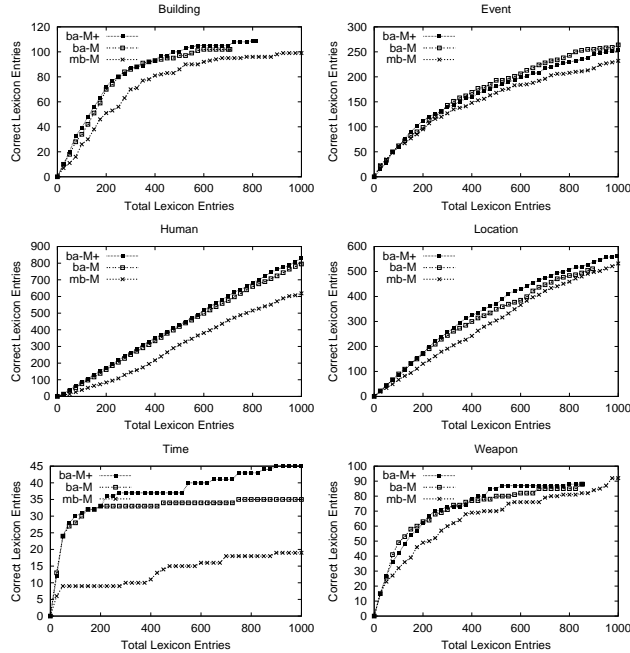 Building
Correct Lexicon Entries
120
100
80
60
40
20
0
ba-M+
ba-M
mb-M
0 200 400 600 800 1000
Total Lexicon Entries
Event
Correct Lexicon Entries
300
250
200
150
100
50
0
ba-M+
ba-M
mb-M
0 200 400 600 800 1000
Total Lexicon Entries
Human
Correct Lexicon Entries
900
800
700
600
500
400
300
200
100
0
ba-M+
ba-M
mb-M
0 200 400 600 800 1000
Total Lexicon Entries
Location
Correct Lexicon Entries
600
500
400
300
200
100
0
ba-M+
ba-M
mb-M
0 200 400 600 800 1000
Total Lexicon Entries
Time
Correct Lexicon Entries
45
40
35
30
25
20
15
10
5
0
ba-M+
ba-M
mb-M
0 200 400 600 800 1000
Total Lexicon Entries
Weapon
Correct Lexicon Entries
100
90
80
70
60
50
40
30
20
10
0
ba-M+
ba-M
mb-M
0 200 400 600 800 1000
Total Lexicon Entries